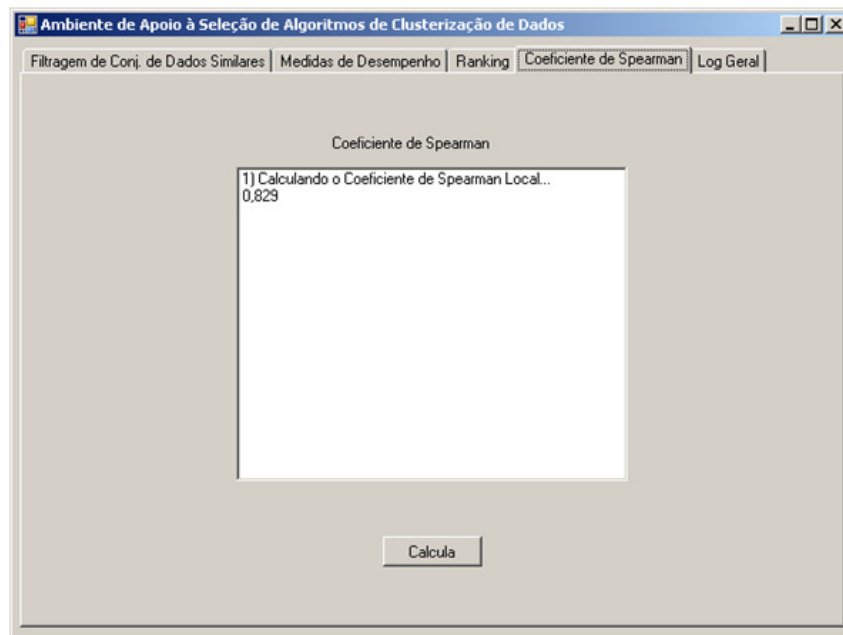 Ambiente de Apoio à Seleção de Algoritmos de Clusterização de Dados
Filtragem de Conj. de Dados Similares Medidas de Desempenho Ranking Coeficiente de Spearman Log Geral
Coeficiente de Spearman
1) Calculando o Coeficiente de Spearman Local...
0,829
Calcula